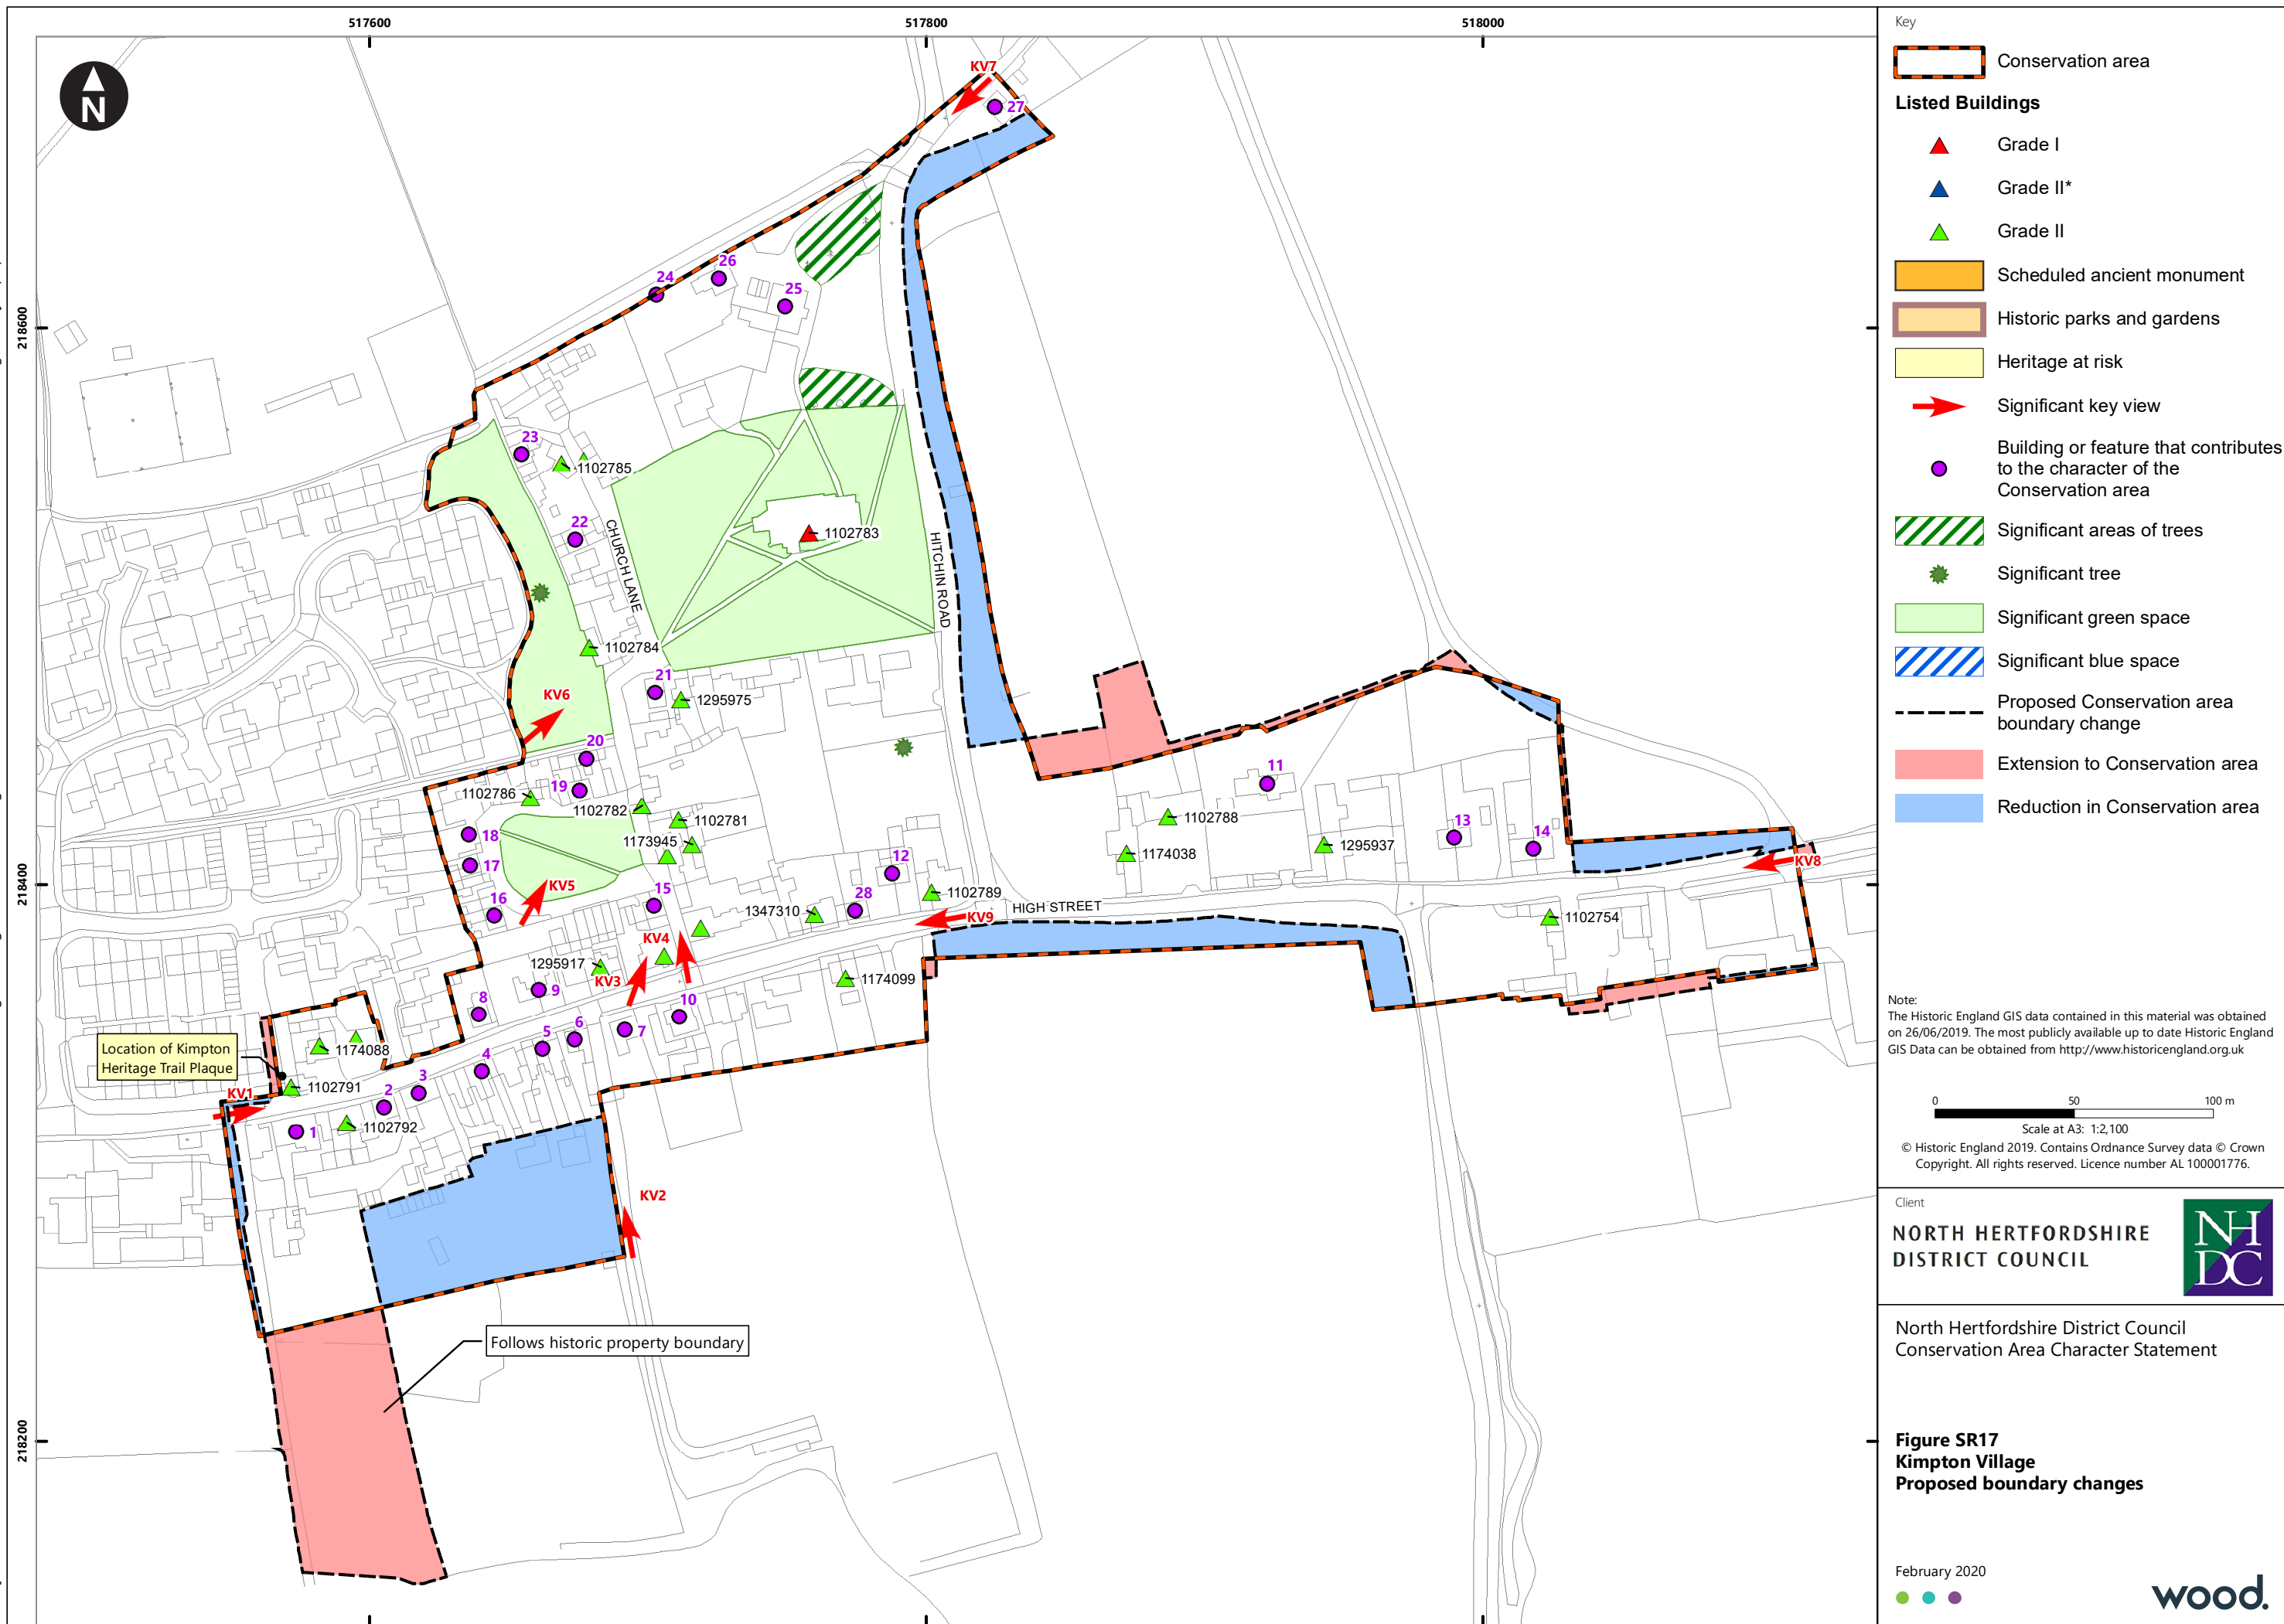 517600
517800
518000
218600
218400
218200
N
KV7
27
24
26
25
23
1102785
22
CHURCH LANE
1102783
HITCHIN ROAD
1102784
21
1295975
KV6
20
1102786
19
1102782
1102781
1173945
18
17
16
KV5
15
12
28
1102789
1347310
HIGH STREET
KV9
11
1102788
1174038
1295937
13
14
KV8
1102754
KV4
1295917
KV3
1174099
8
9
10
7
6
5
4
3
2
1
1174088
1102791
1102792
Location of Kimpton
Heritage Trail Plaque
KV1
KV2
Follows historic property boundary
Key
Conservation area
Listed Buildings
Grade I
Grade II*
Grade II
Scheduled ancient monument
Historic parks and gardens
Heritage at risk
Significant key view
Building or feature that contributes
to the character of the
Conservation area
Significant areas of trees
Significant tree
Significant green space
Significant blue space
Proposed Conservation area
boundary change
Extension to Conservation area
Reduction in Conservation area
Note:
The Historic England GIS data contained in this material was obtained
on 26/06/2019. The most publicly available up to date Historic England
GIS Data can be obtained from http://www.historicengland.org.uk
0 50 100 m
Scale at A3: 1:2,100
© Historic England 2019. Contains Ordnance Survey data © Crown
Copyright. All rights reserved. Licence number AL 100001776.
Client
NORTH HERTFORDSHIRE
DISTRICT COUNCIL
NH
DC
North Hertfordshire District Council
Conservation Area Character Statement
Figure SR17
Kimpton Village
Proposed boundary changes
February 2020
wood.